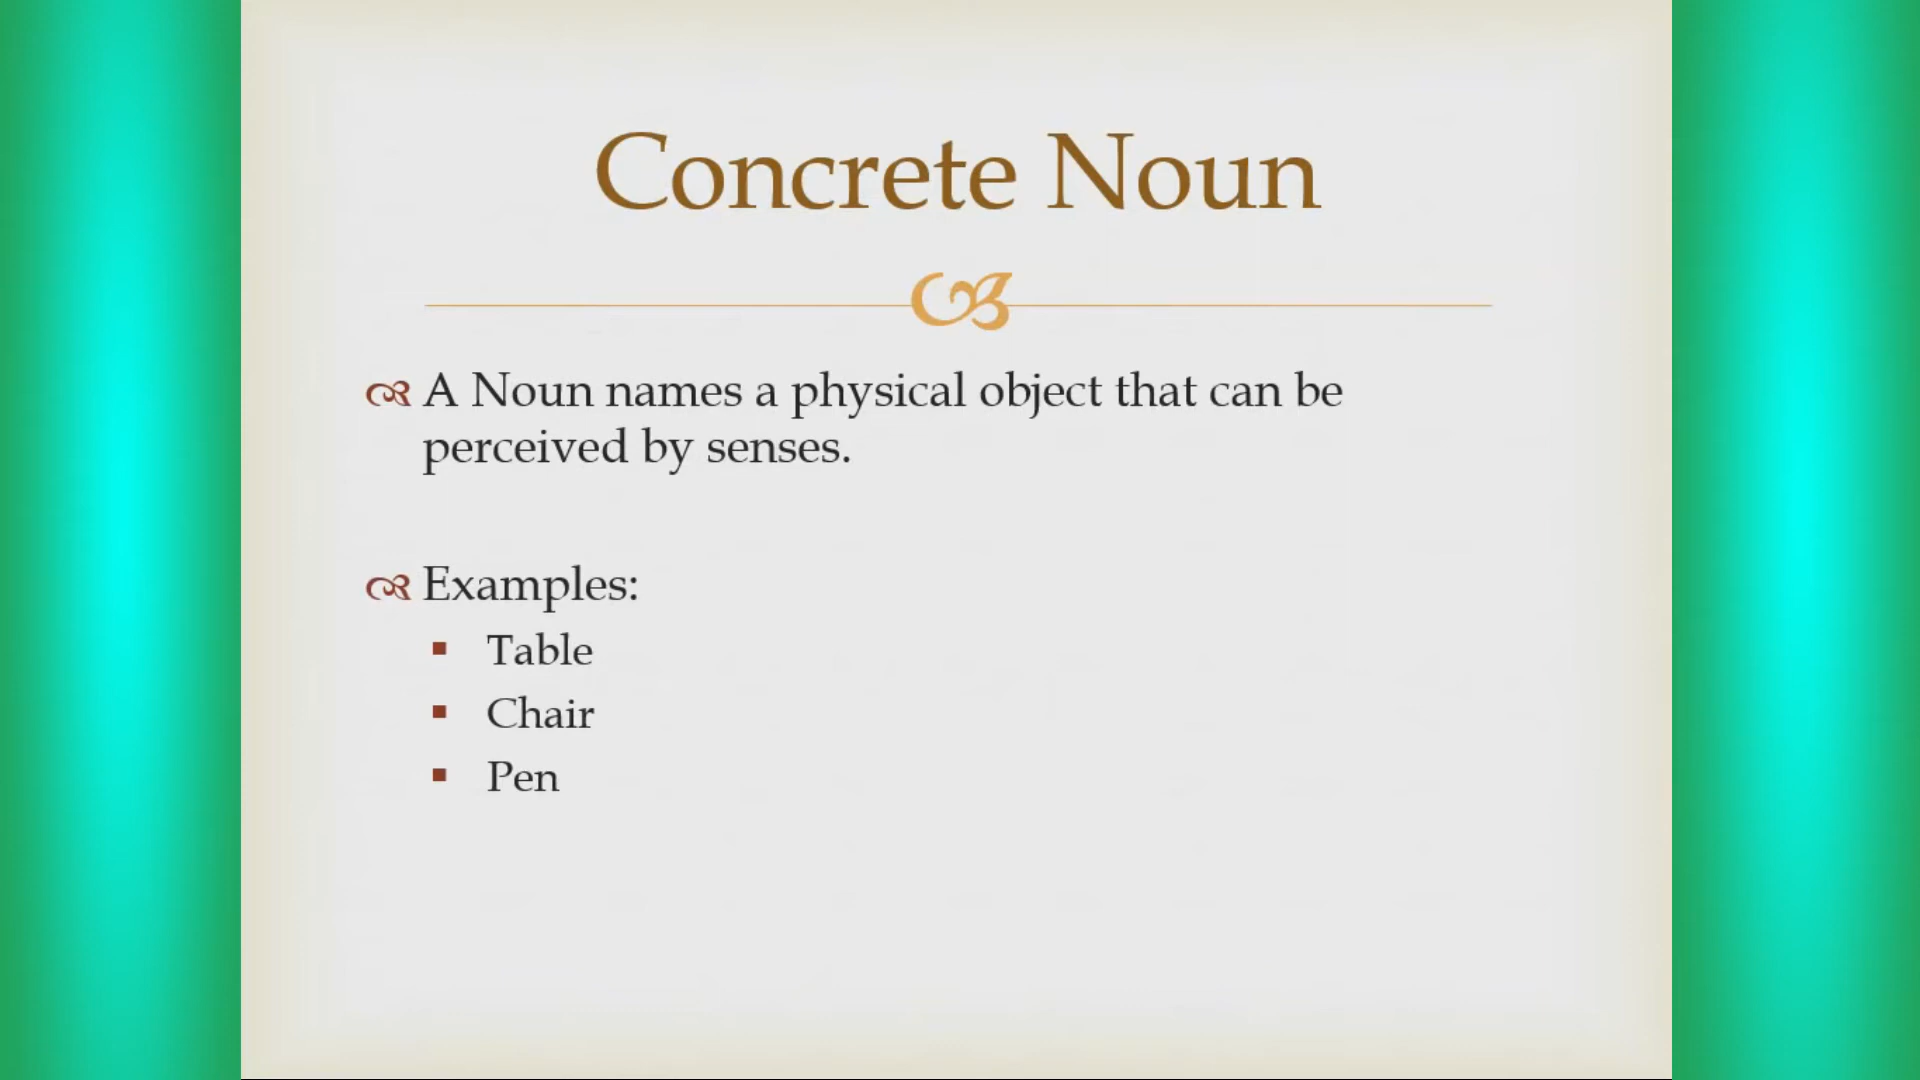 Concrete Noun
A Noun names a physical object that can be
perceived by senses.
Examples:
Table
Chair
Pen